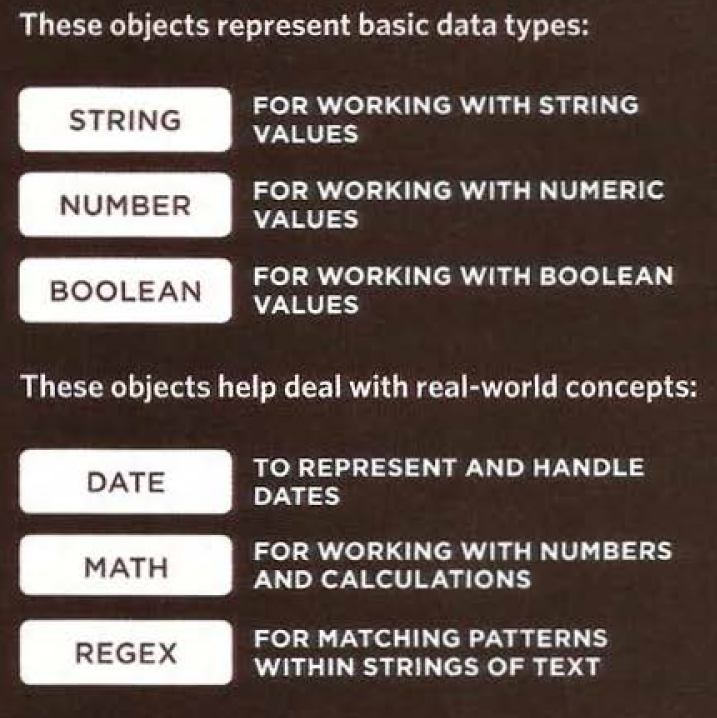 These objects represent basic data types:
STRING
FOR WORKING WITH STRING
VALUES
NUMBER
FOR WORKING WITH NUMERIC
VALUES
BOOLEAN
FOR WORKING WITH BOOLEAN
VALUES
These objects help deal with real-world concepts:
DATE
TO REPRESENT AND HANDLE
DATES
MATH
FOR WORKING WITH NUMBERS
AND CALCULATIONS
REGEX
FOR MATCHING PATTERNS
WITHIN STRINGS OF TEXT